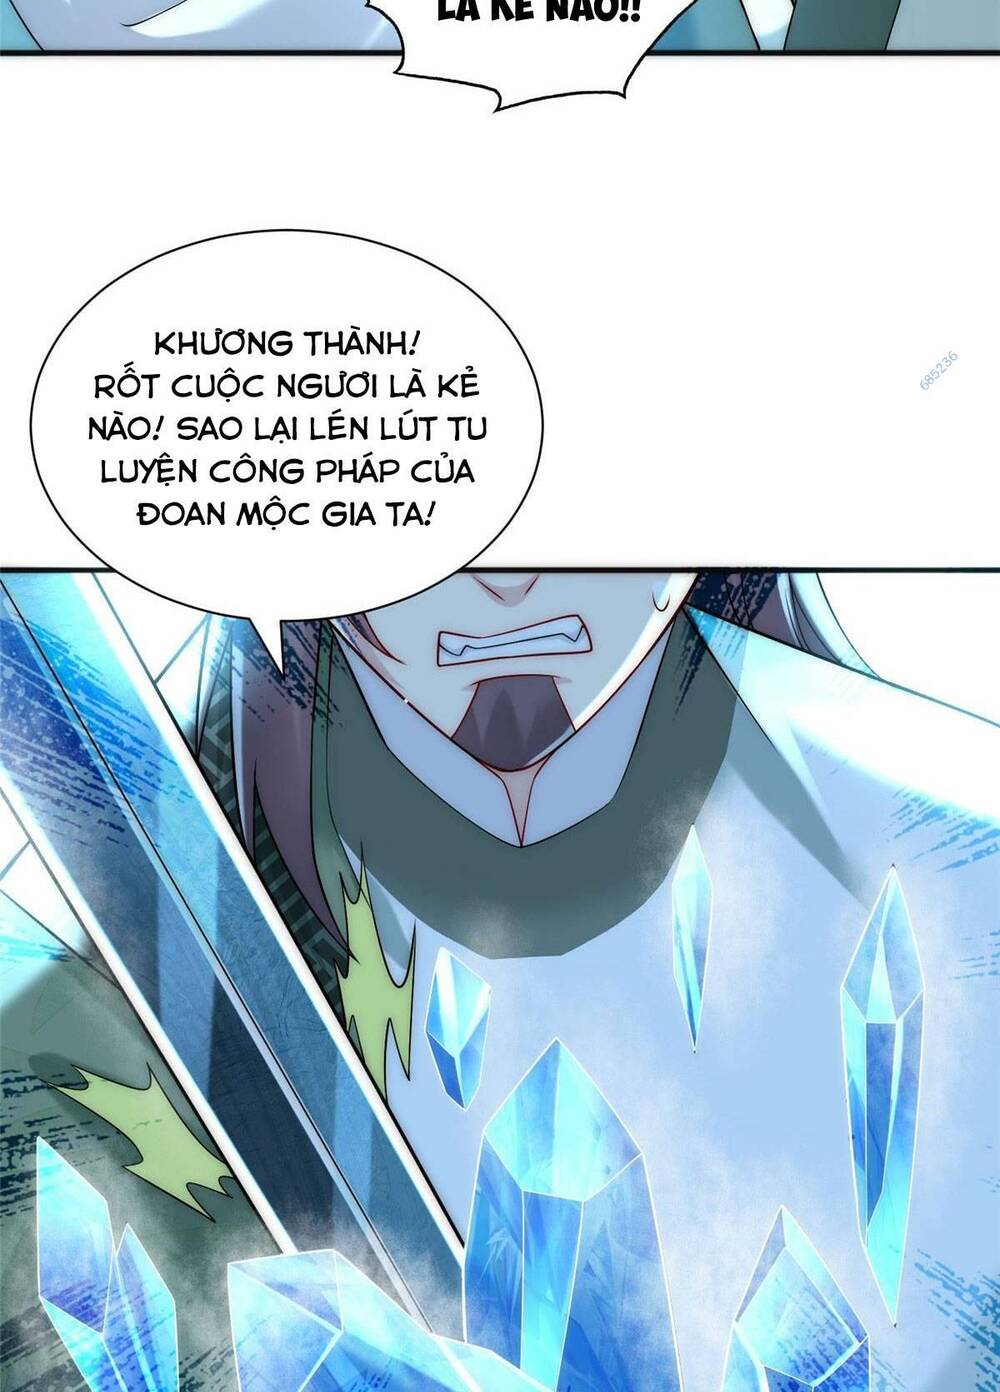 LÀ KẺ NÀO!!
KHƯƠNG THÀNH!
RỐT CUỘC NGƯƠI LÀ KẺ
NÀO! SAO LẠI LÉN LÚT TU
LUYỆN CÔNG PHÁP CỦA
ĐOAN MỘC GIA TA!
685236